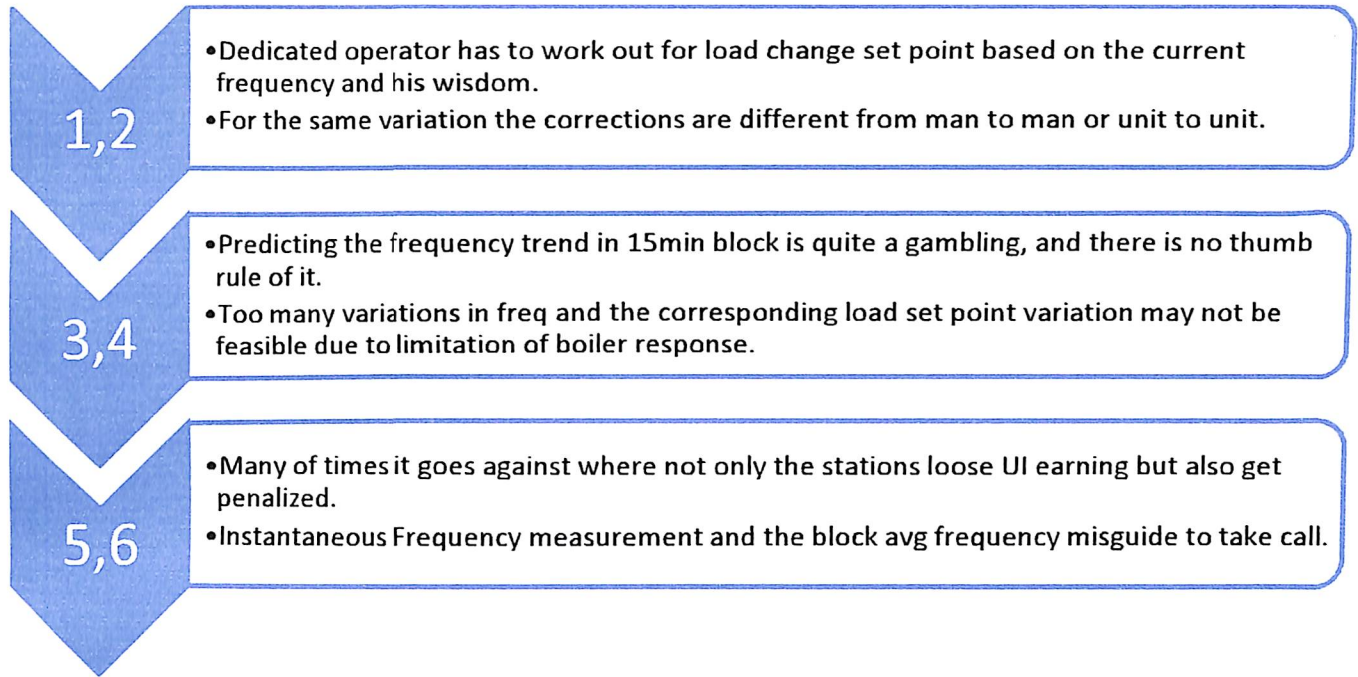 1,2
•Dedicated operator has to work out for load change set point based on the current
frequency and his wisdom.
•For the same variation the corrections are different from man to man or unit to unit.
3,4
•Predicting the frequency trend in 15min block is quite a gambling, and there is no thumb
rule of it.
•Too many variations in freq and the corresponding load set point variation may not be
feasible due to limitation of boiler response.
5,6
•Many of times it goes against where not only the stations loose UI earning but also get
penalized.
•Instantaneous Frequency measurement and the block avg frequency misguide to take call.